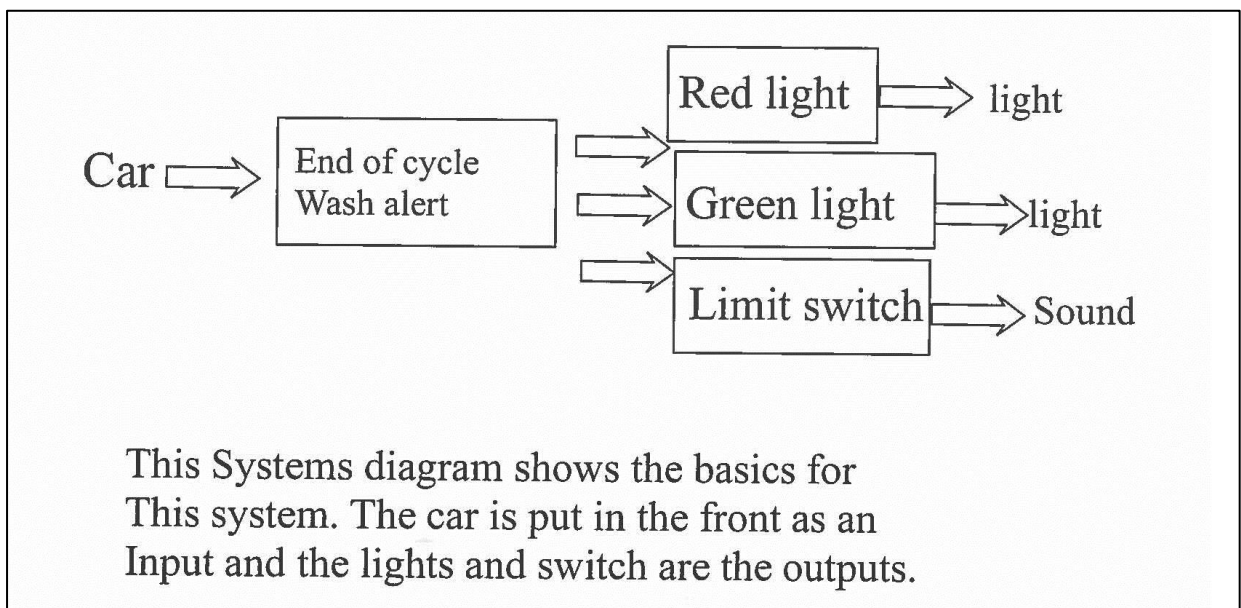 Red light
light
Car
End of cycle
Wash alert
Green light
light
Limit switch
Sound
This Systems diagram shows the basics for
This system. The car is put in the front as an
Input and the lights and switch are the outputs.